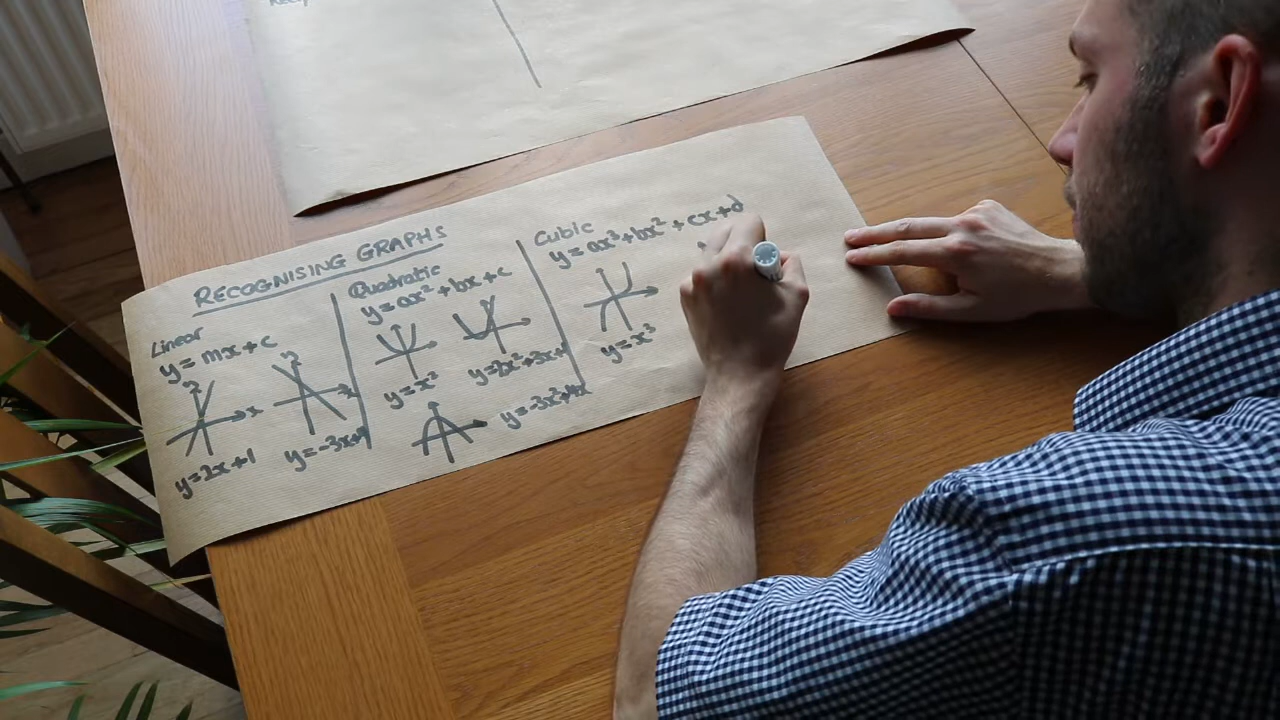 RECOGNISING GRAPHS
Linear
y=mx+c
y
x
y=2x+1
y=-3x+4
Quadratic
y=ax²+bx+c
y=x²
y=2x²+3x+1
y=-3x²+4x
Cubic
y=ax³+bx²+cx+d
y=x³